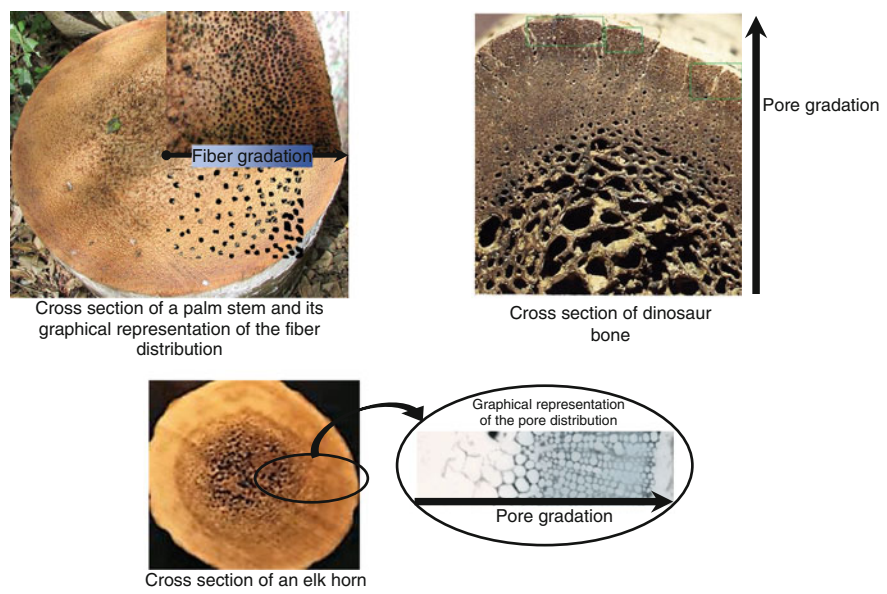 Fiber gradation
Cross section of a palm stem and its
graphical representation of the fiber
distribution
Pore gradation
Cross section of dinosaur
bone
Graphical representation
of the pore distribution
Pore gradation
Cross section of an elk horn